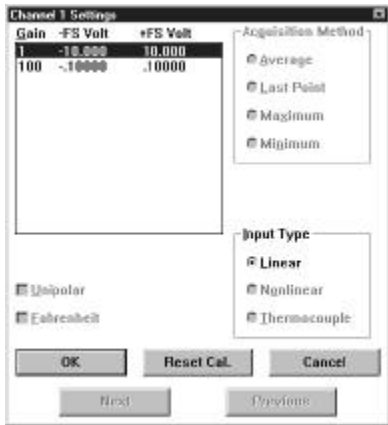 Channel 1 Settings
Gain -FS Volt +FS Volt
1 -10.000 10.000
100 -.10000 .10000
Acquisition Method
Average
Last Point
Maximum
Minimum
Input Type
Linear
Nonlinear
Thermocouple
Unipolar
Fahrenheit
OK
Reset Cal.
Cancel
Next
Previous